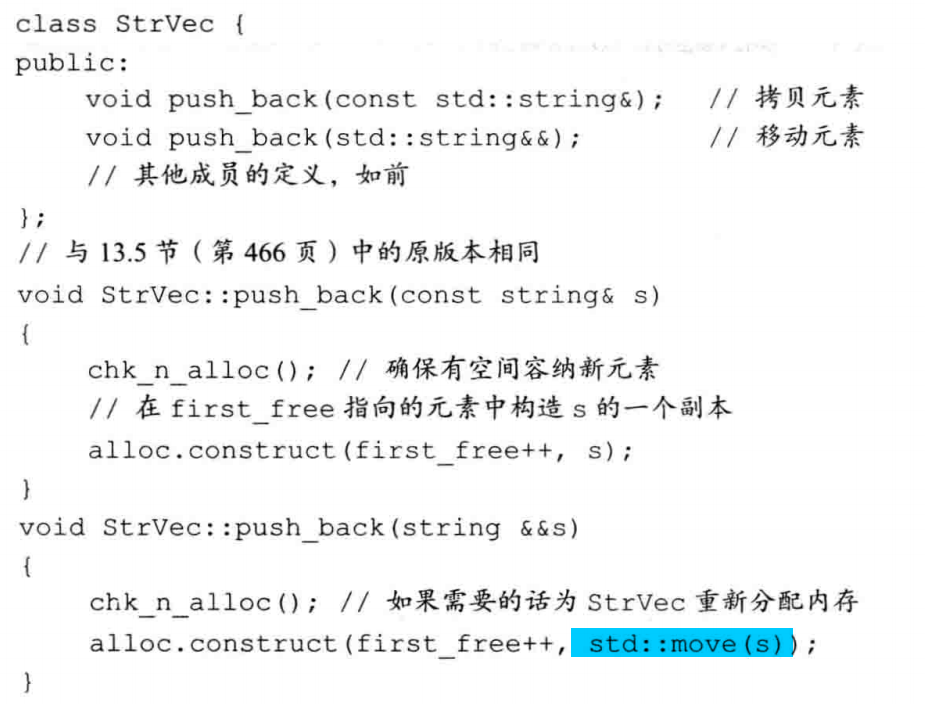 class StrVec {
public:
    void push_back(const std::string&);   // 拷贝元素
    void push_back(std::string&&);        // 移动元素
    // 其他成员的定义，如前
};
// 与 13.5 节（第 466 页）中的原版本相同
void StrVec::push_back(const string& s)
{
    chk_n_alloc(); // 确保有空间容纳新元素
    // 在 first_free 指向的元素中构造 s 的一个副本
    alloc.construct(first_free++, s);
}
void StrVec::push_back(string &&s)
{
    chk_n_alloc(); // 如果需要的话为 StrVec 重新分配内存
    alloc.construct(first_free++, std::move(s));
}